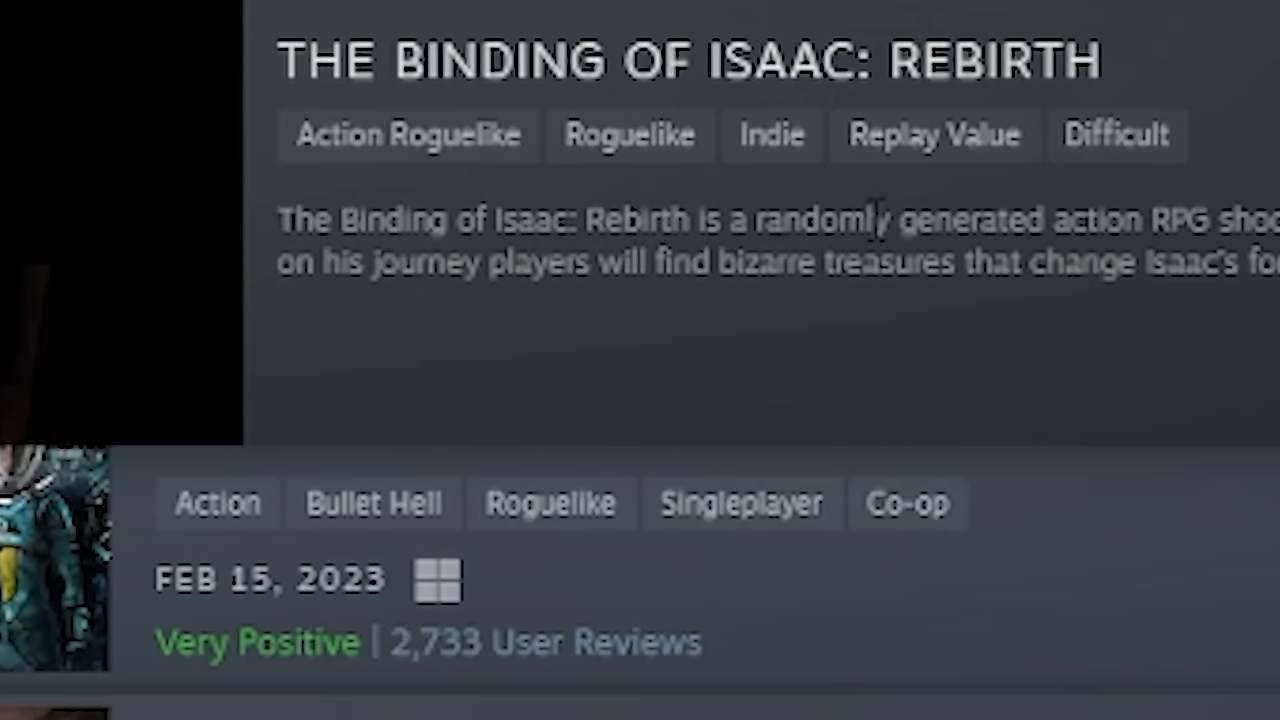 THE BINDING OF ISAAC: REBIRTH
Action Roguelike Roguelike Indie Replay Value Difficult
The Binding of Isaac: Rebirth is a randomly generated action RPG
on his journey players will find bizarre treasures that change Isaac's
Action Bullet Hell Roguelike Singleplayer Co-op
FEB 15, 2023
Very Positive | 2,733 User Reviews